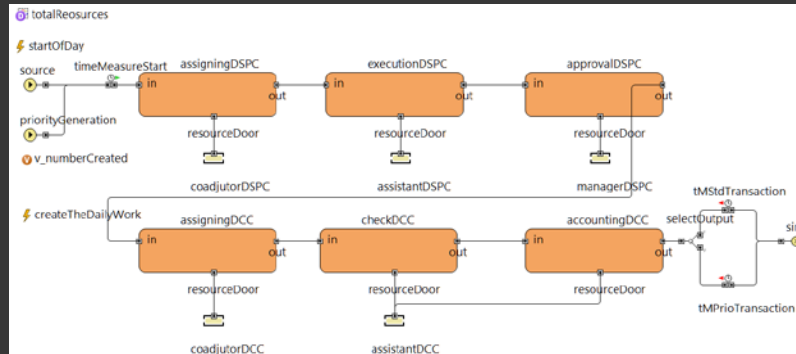 totalReosurces
startOfDay
source
timeMeasureStart
assigningDSPC
executionDSPC
approvalDSPC
in
out
in
out
in
out
priorityGeneration
resourceDoor
resourceDoor
resourceDoor
v_numberCreated
coadjutorDSPC
assistantDSPC
managerDSPC
tMStdTransaction
createTheDailyWork
assigningDCC
checkDCC
accountingDCC
selectOutput
in
out
in
out
in
out
sin
resourceDoor
resourceDoor
resourceDoor
tMPrioTransaction
coadjutorDCC
assistantDCC